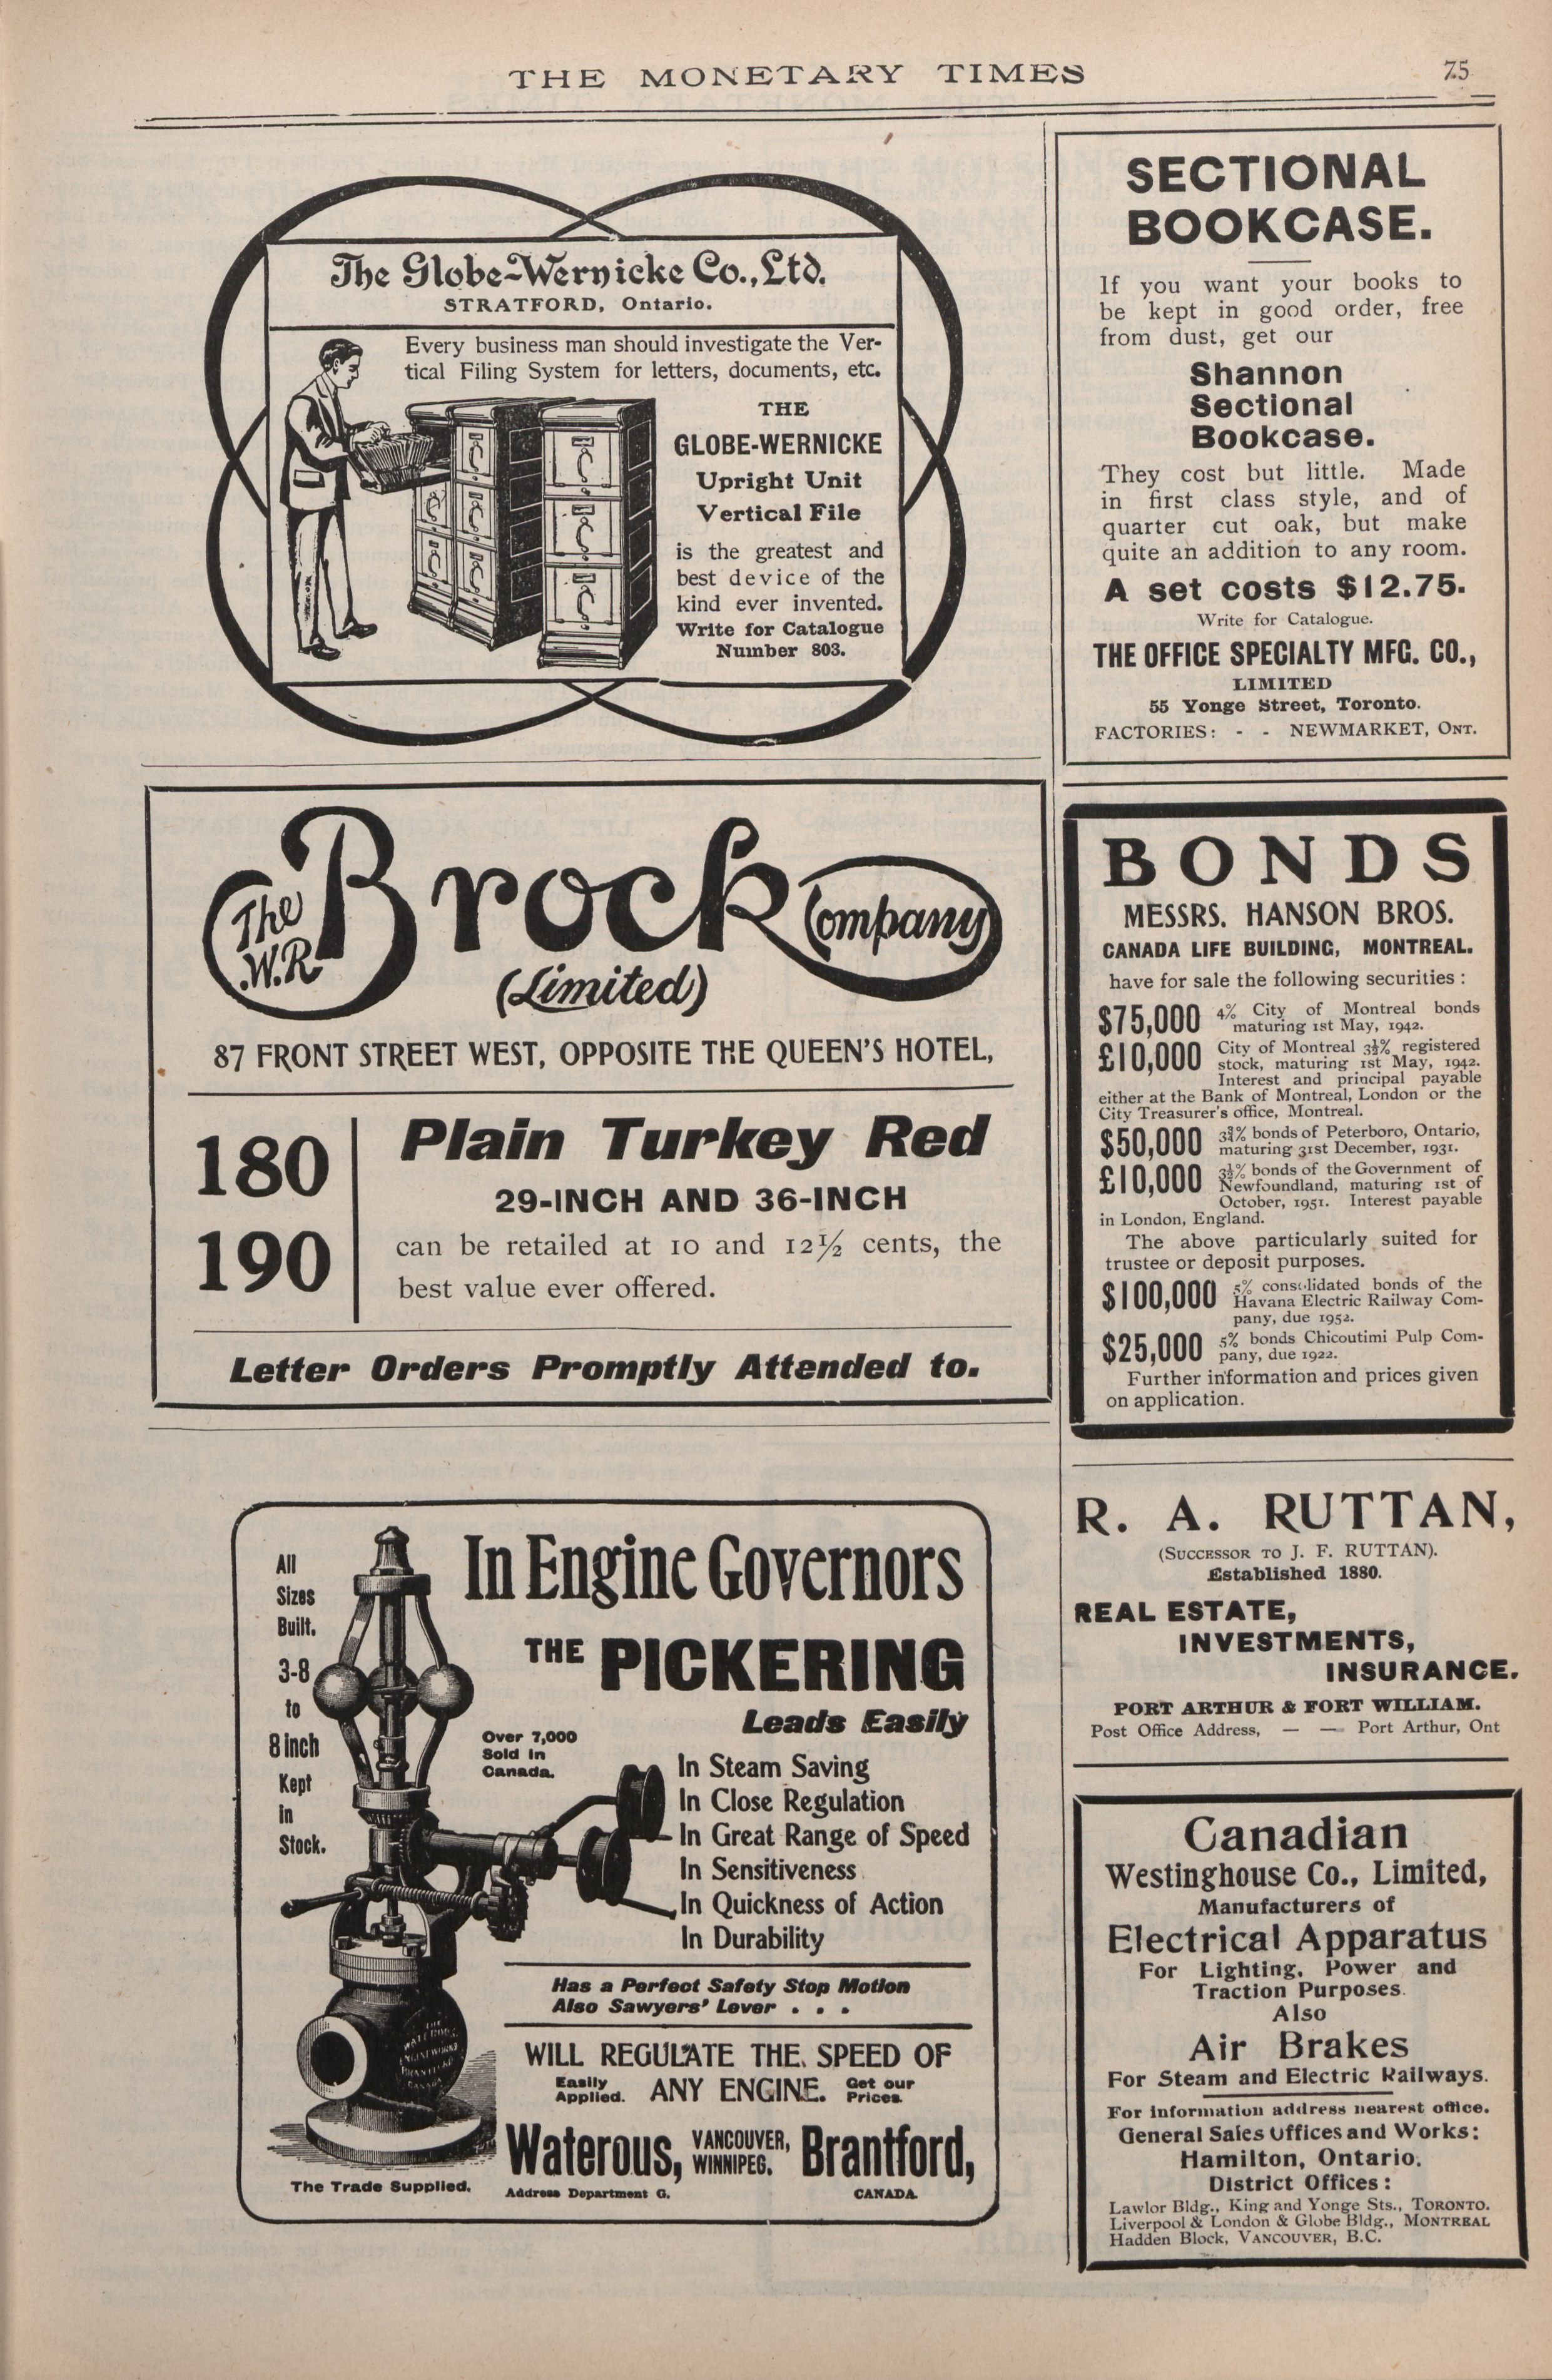 THE MONETARY TIMES
75
The Globe-Wernicke Co., Ltd.
STRATFORD, Ontario.
Every business man should investigate the Ver-
tical Filing System for letters, documents, etc.
THE
GLOBE-WERNICKE
Upright Unit
Vertical File
is the greatest and
best device of the
kind ever invented.
Write for Catalogue
Number 803.
The W.R. Brock Company
(Limited)
87 FRONT STREET WEST, OPPOSITE THE QUEEN'S HOTEL,
180
190
Plain Turkey Red
29-INCH AND 36-INCH
can be retailed at 10 and 12½ cents, the
best value ever offered.
Letter Orders Promptly Attended to.
All
Sizes
Built.
3-8
to
8 inch
Kept
in
Stock.
In Engine Governors
THE PICKERING
Leads Easily
Over 7,000
Sold in
Canada.
In Steam Saving
In Close Regulation
In Great Range of Speed
In Sensitiveness
In Quickness of Action
In Durability
Has a Perfect Safety Stop Motion
Also Sawyers' Lever . . .
WILL REGULATE THE SPEED OF
Easily
Applied.
ANY ENGINE.
Get our
Prices.
Waterous, VANCOUVER, WINNIPEG. Brantford,
The Trade Supplied.
Address Department G.
CANADA.
SECTIONAL
BOOKCASE.
If you want your books to
be kept in good order, free
from dust, get our
Shannon
Sectional
Bookcase.
They cost but little. Made
in first class style, and of
quarter cut oak, but make
quite an addition to any room.
A set costs $12.75.
Write for Catalogue.
THE OFFICE SPECIALTY MFG. CO.,
LIMITED
55 Yonge Street, Toronto.
FACTORIES: - - NEWMARKET, ONT.
BONDS
MESSRS. HANSON BROS.
CANADA LIFE BUILDING, MONTREAL.
have for sale the following securities :
$75,000 4% City of Montreal bonds
maturing 1st May, 1942.
£10,000 City of Montreal 3½% registered
stock, maturing 1st May, 1942.
Interest and principal payable
either at the Bank of Montreal, London or the
City Treasurer's office, Montreal.
$50,000 3¾% bonds of Peterboro, Ontario,
maturing 31st December, 1931.
£10,000 3½% bonds of the Government of
Newfoundland, maturing 1st of
October, 1951. Interest payable
in London, England.
The above particularly suited for
trustee or deposit purposes.
$100,000 5% consolidated bonds of the
Havana Electric Railway Com-
pany, due 1952.
$25,000 5% bonds Chicoutimi Pulp Com-
pany, due 1922.
Further information and prices given
on application.
R. A. RUTTAN,
(SUCCESSOR TO J. F. RUTTAN).
Established 1880.
REAL ESTATE,
INVESTMENTS,
INSURANCE.
PORT ARTHUR & FORT WILLIAM.
Post Office Address, — — Port Arthur, Ont
Canadian
Westinghouse Co., Limited,
Manufacturers of
Electrical Apparatus
For Lighting, Power and
Traction Purposes.
Also
Air Brakes
For Steam and Electric Railways.
For information address nearest office.
General Sales Offices and Works:
Hamilton, Ontario.
District Offices :
Lawlor Bldg., King and Yonge Sts., TORONTO.
Liverpool & London & Globe Bldg., MONTREAL
Hadden Block, VANCOUVER, B.C.